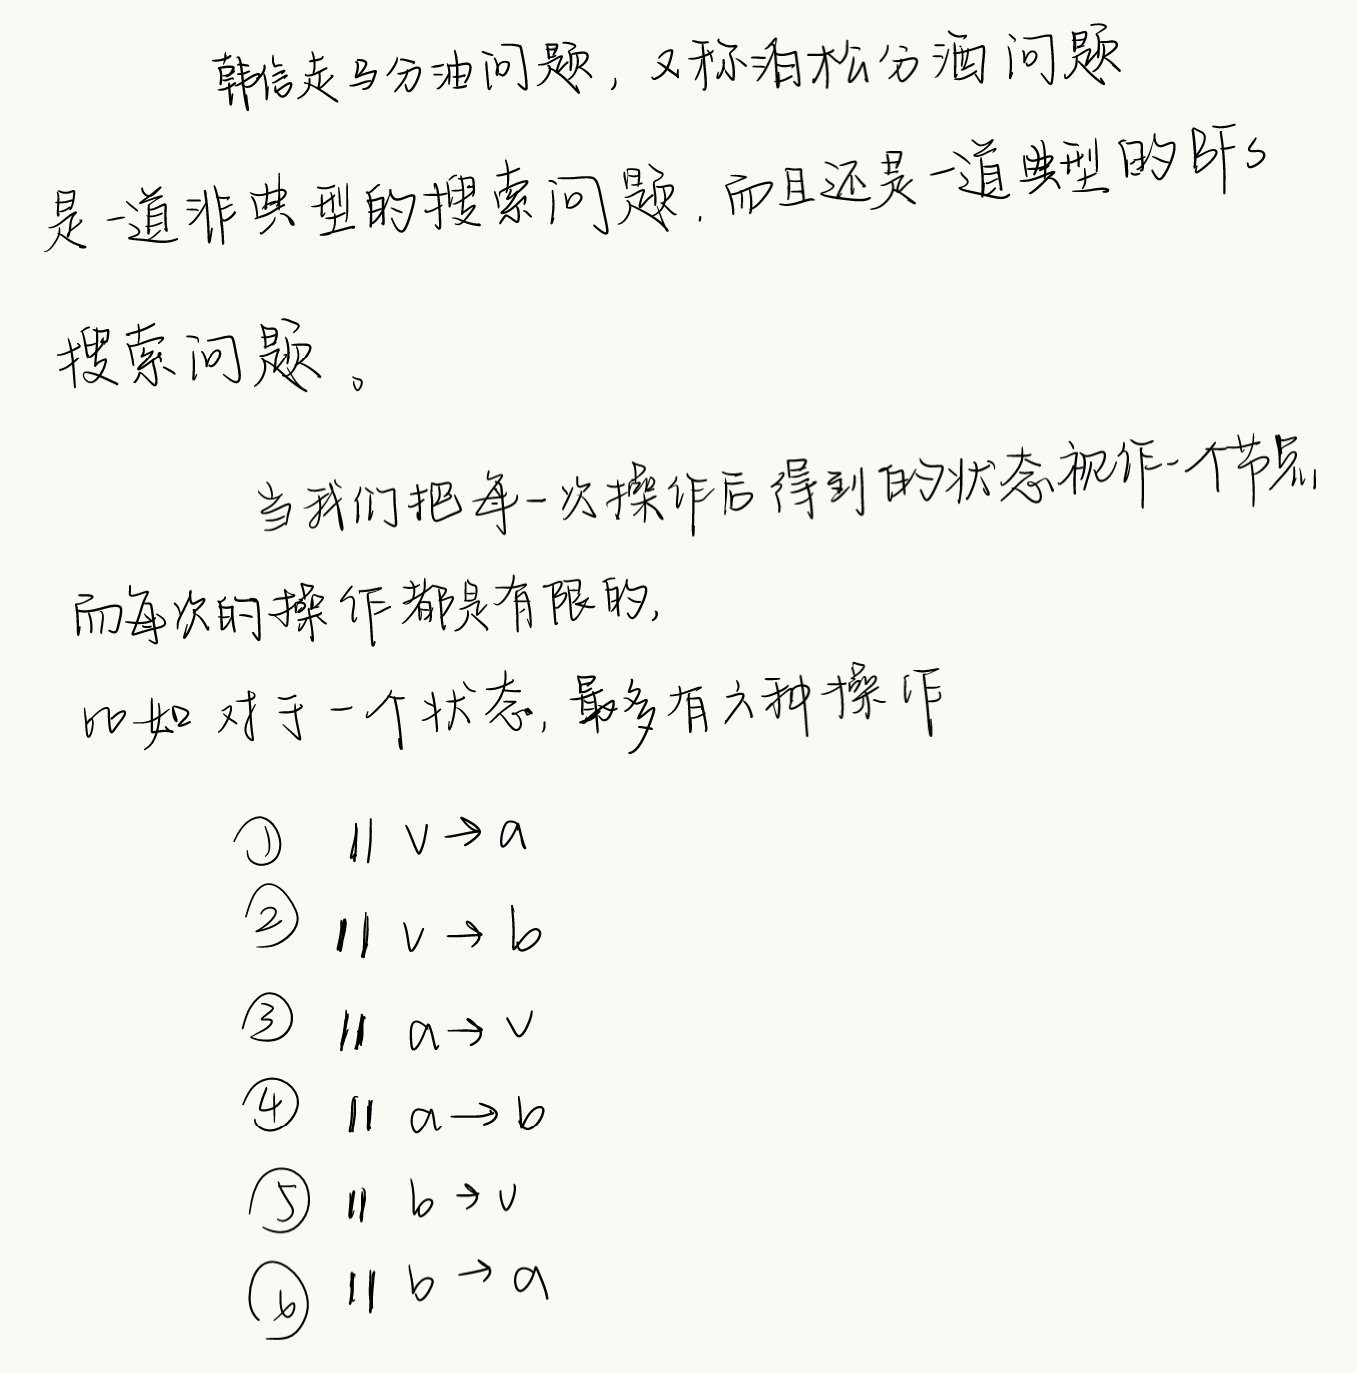 韩信走马分油问题，又称泊松分酒问题
是一道非典型的搜索问题，而且还是一道典型的BFS
搜索问题。
当我们把每一次操作后得到的状态视作一个节点，
而每次的操作都是有限的，
比如对于一个状态，最多有六种操作
① // v→a
② // v→b
③ // a→v
④ // a→b
⑤ // b→v
⑥ // b→a